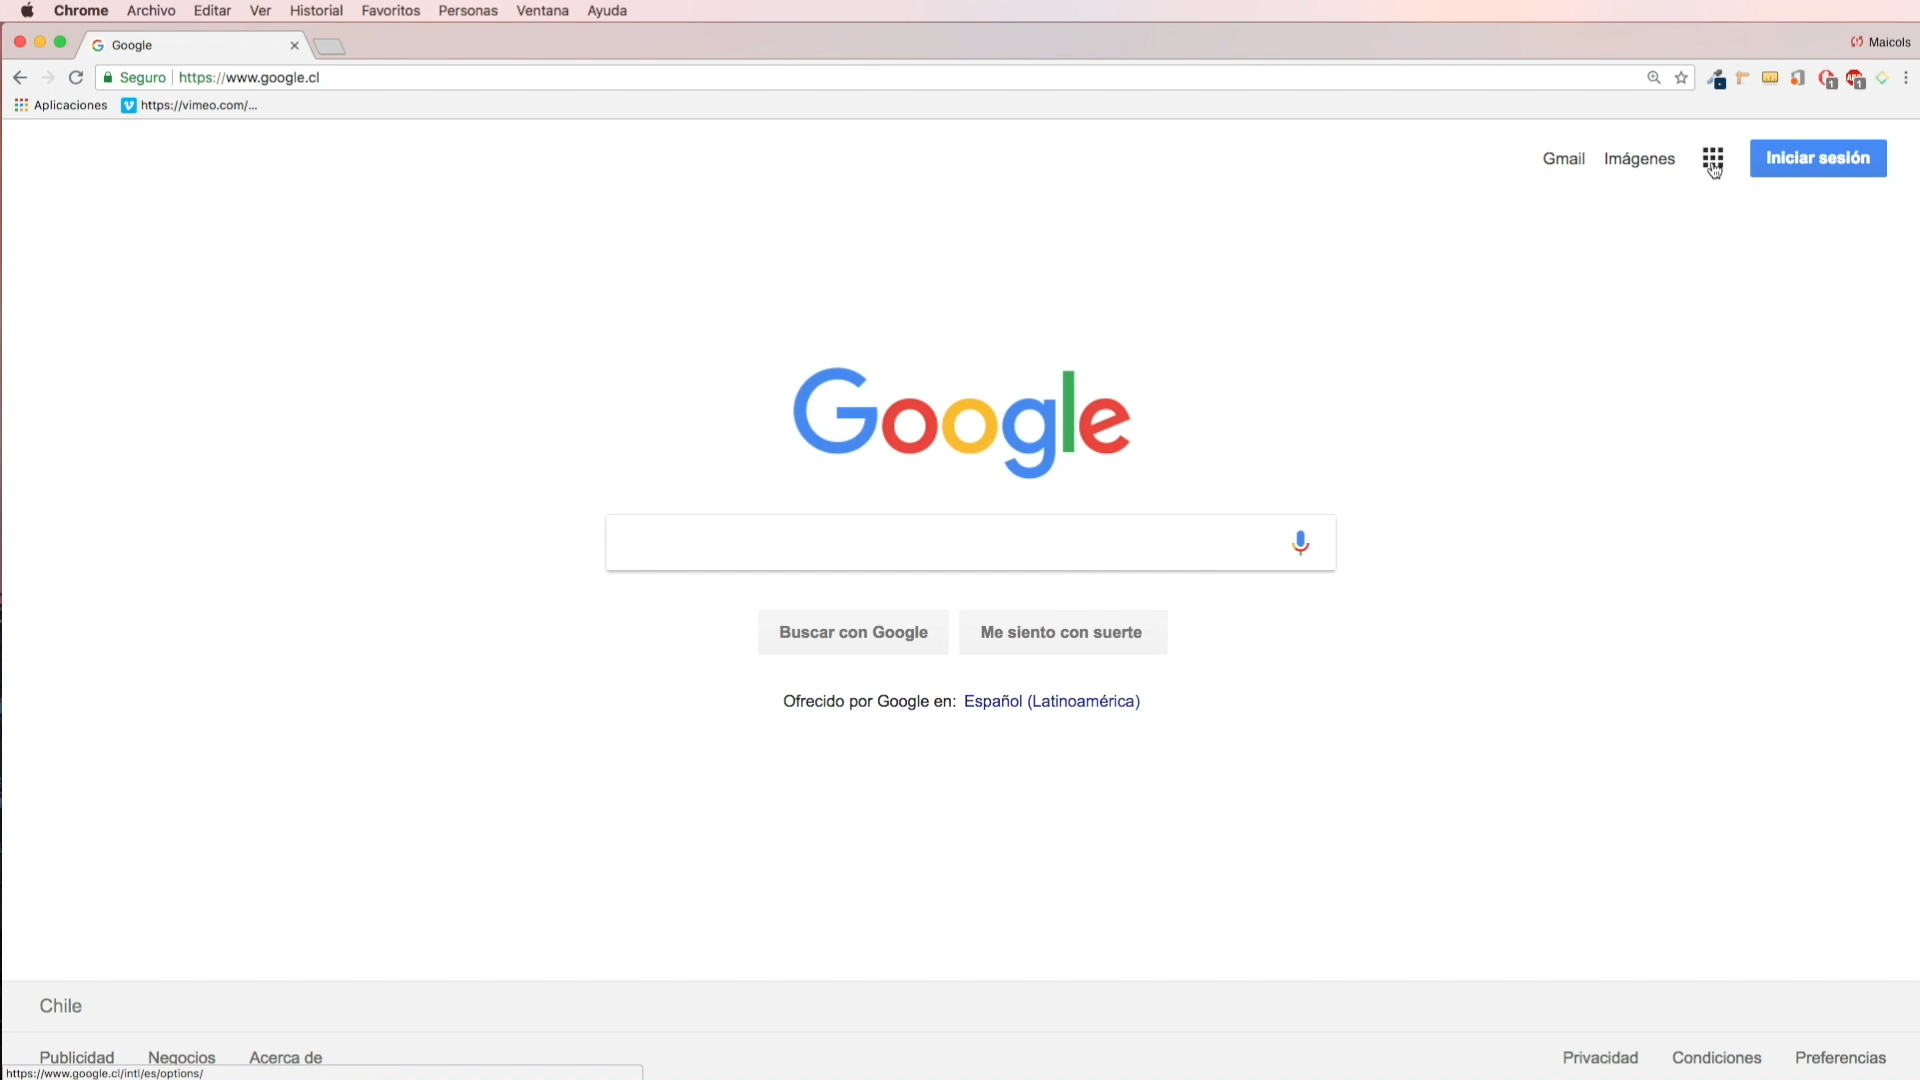 Chrome Archivo Editar Ver Historial Favoritos Personas Ventana Ayuda
Google
Maicols
Seguro https://www.google.cl
Aplicaciones https://vimeo.com/...
Gmail Imágenes Iniciar sesión
Google
Buscar con Google Me siento con suerte
Ofrecido por Google en: Español (Latinoamérica)
Chile
Publicidad Negocios Acerca de Privacidad Condiciones Preferencias
https://www.google.cl/intl/es/options/